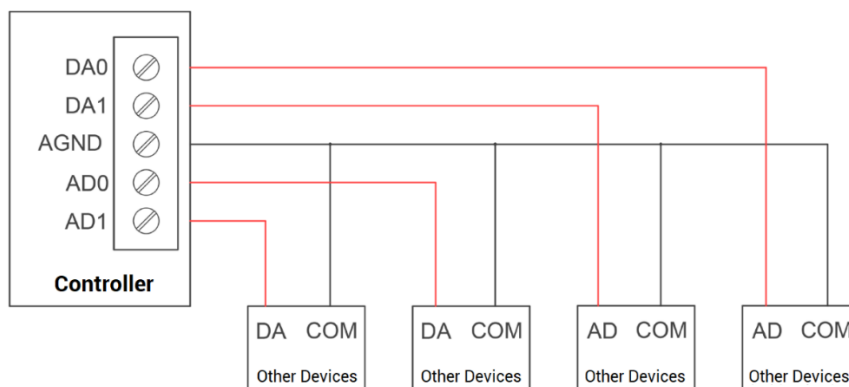 DA0
DA1
AGND
AD0
AD1
Controller
DA COM
Other Devices
DA COM
Other Devices
AD COM
Other Devices
AD COM
Other Devices